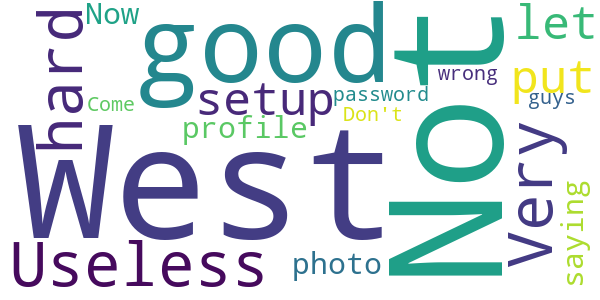 Now
hard
good
Not
let
put
wrong
guys
setup
password
Don't
Come
profile
West
Very
saying
Useless
photo